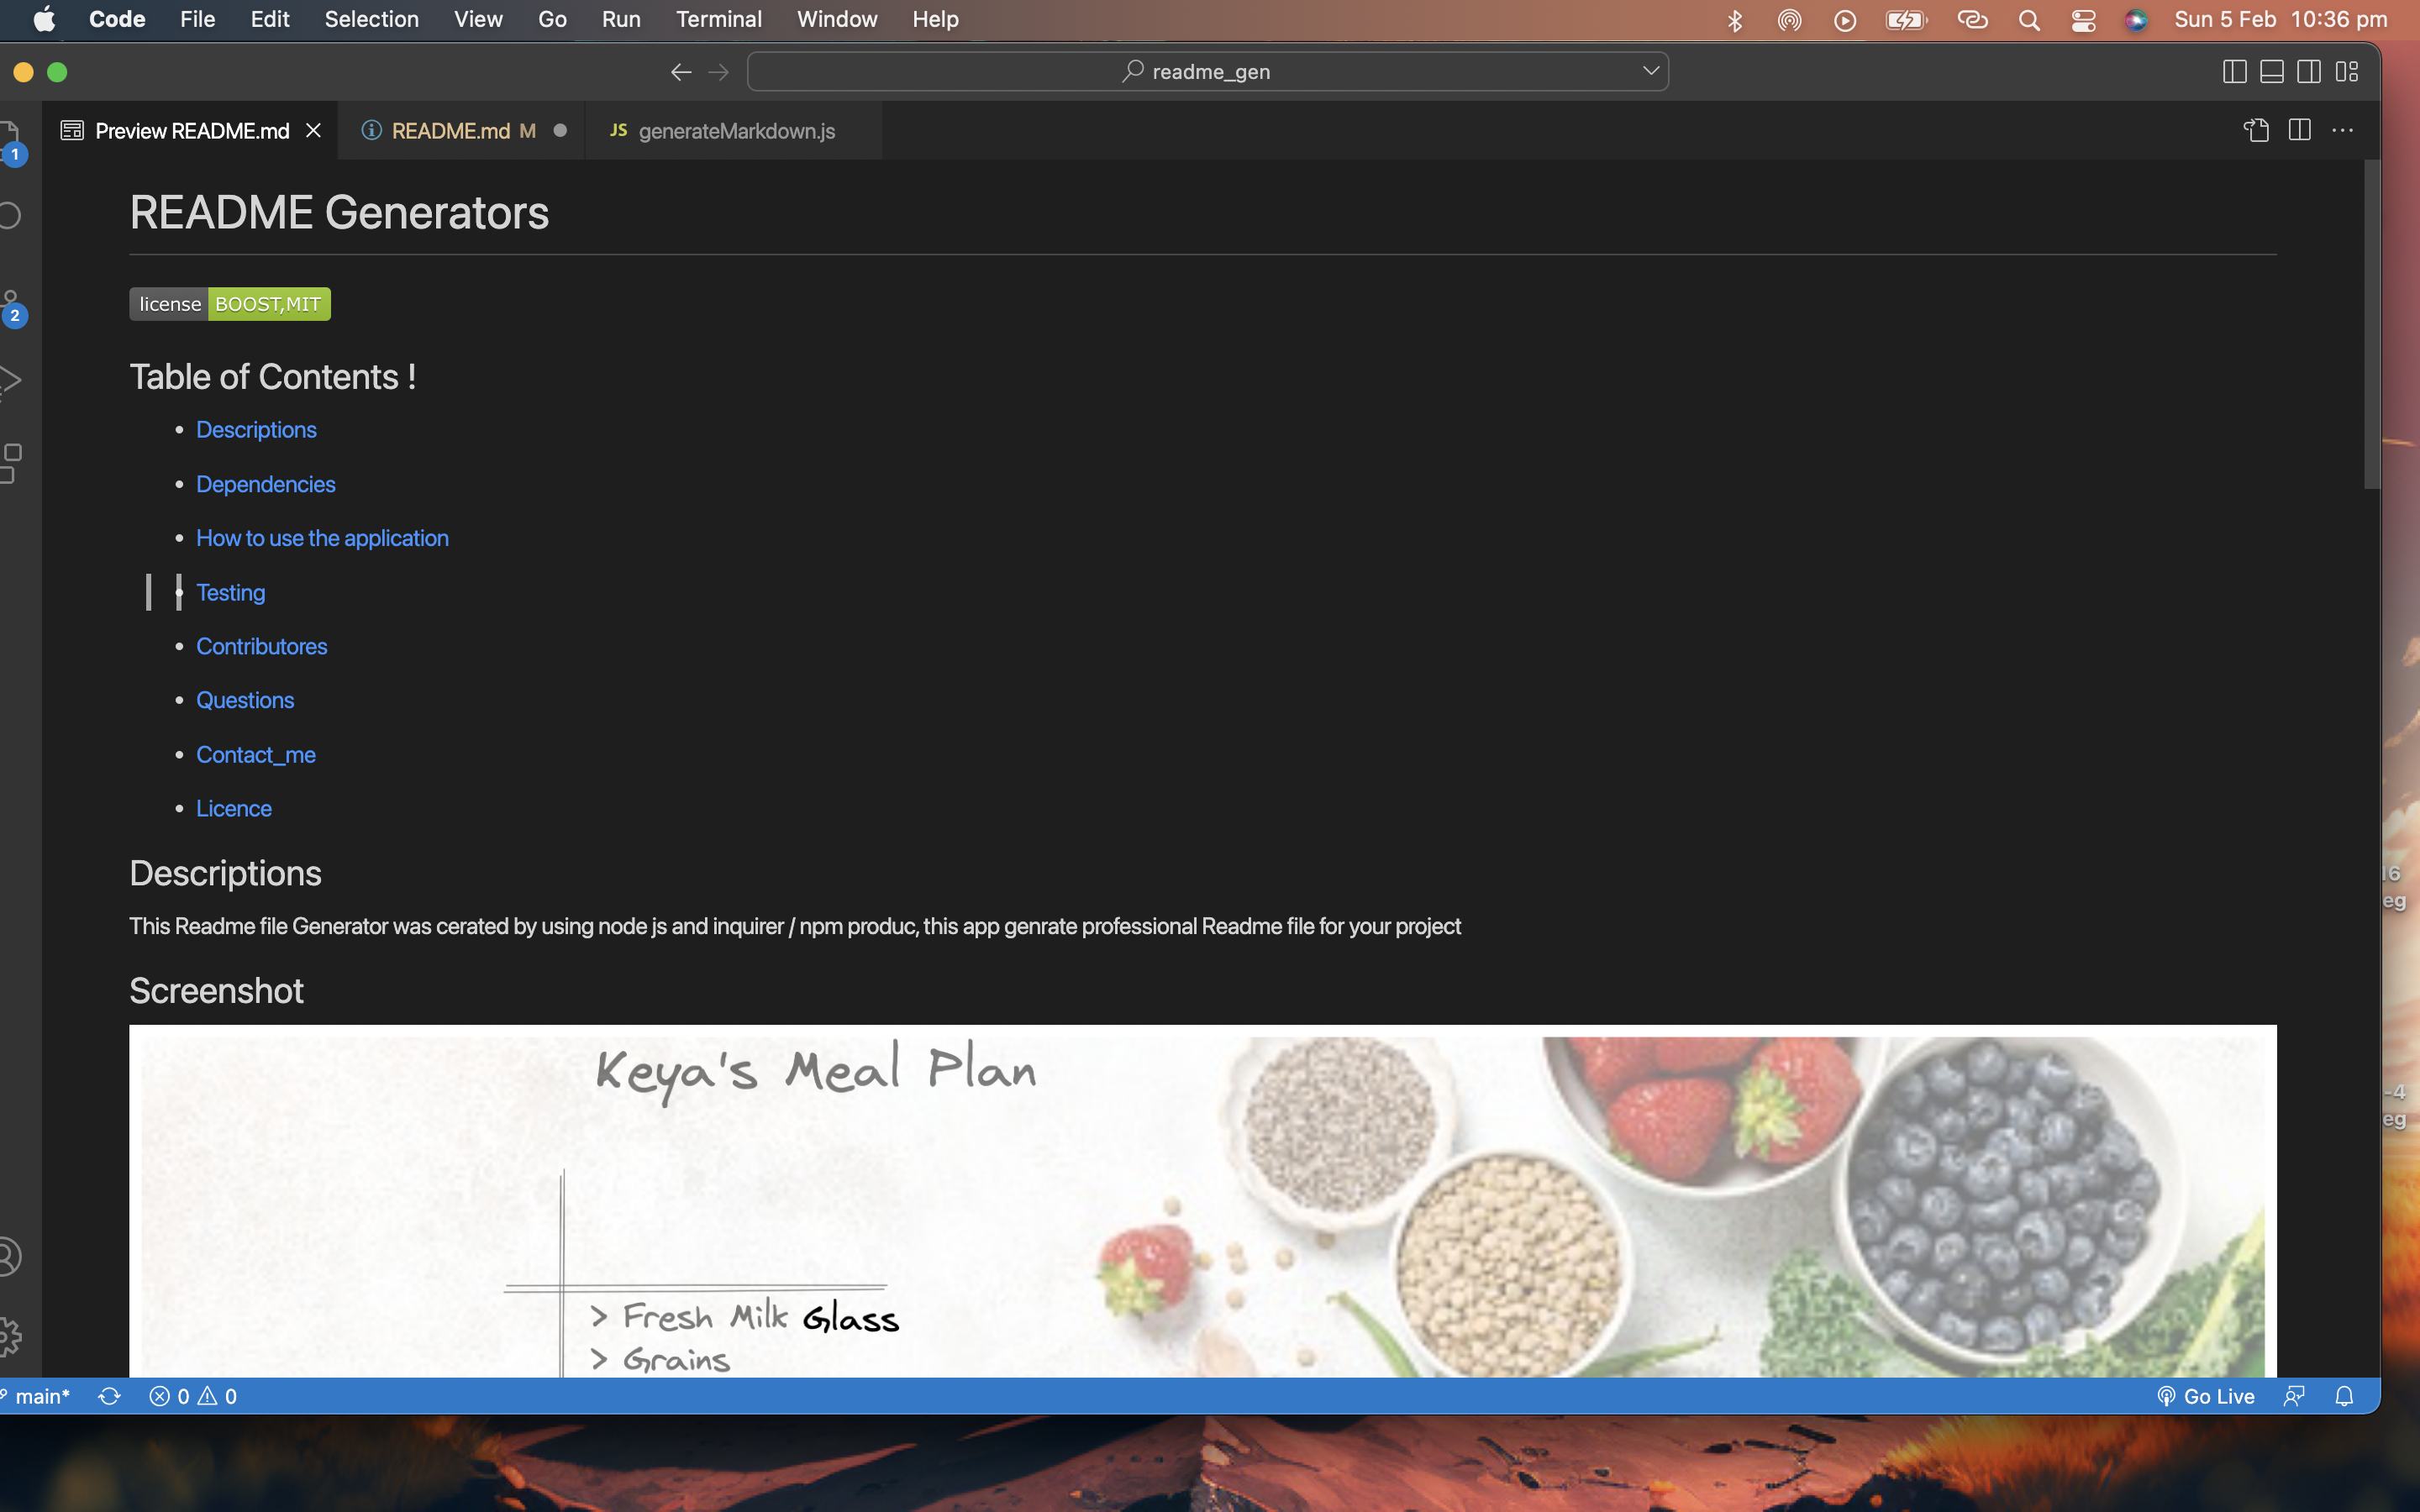 Code File Edit Selection View Go Run Terminal Window Help Sun 5 Feb 10:36 pm
readme_gen
Preview README.md README.md M JS generateMarkdown.js
1
2
README Generators
license BOOST,MIT
Table of Contents !
• Descriptions
• Dependencies
• How to use the application
• Testing
• Contributores
• Questions
• Contact_me
• Licence
Descriptions
This Readme file Generator was cerated by using node js and inquirer / npm produc, this app genrate professional Readme file for your project
Screenshot
Keya's Meal Plan
> Fresh Milk Glass
> Grains
16
eg
-4
eg
main* 0 0 Go Live